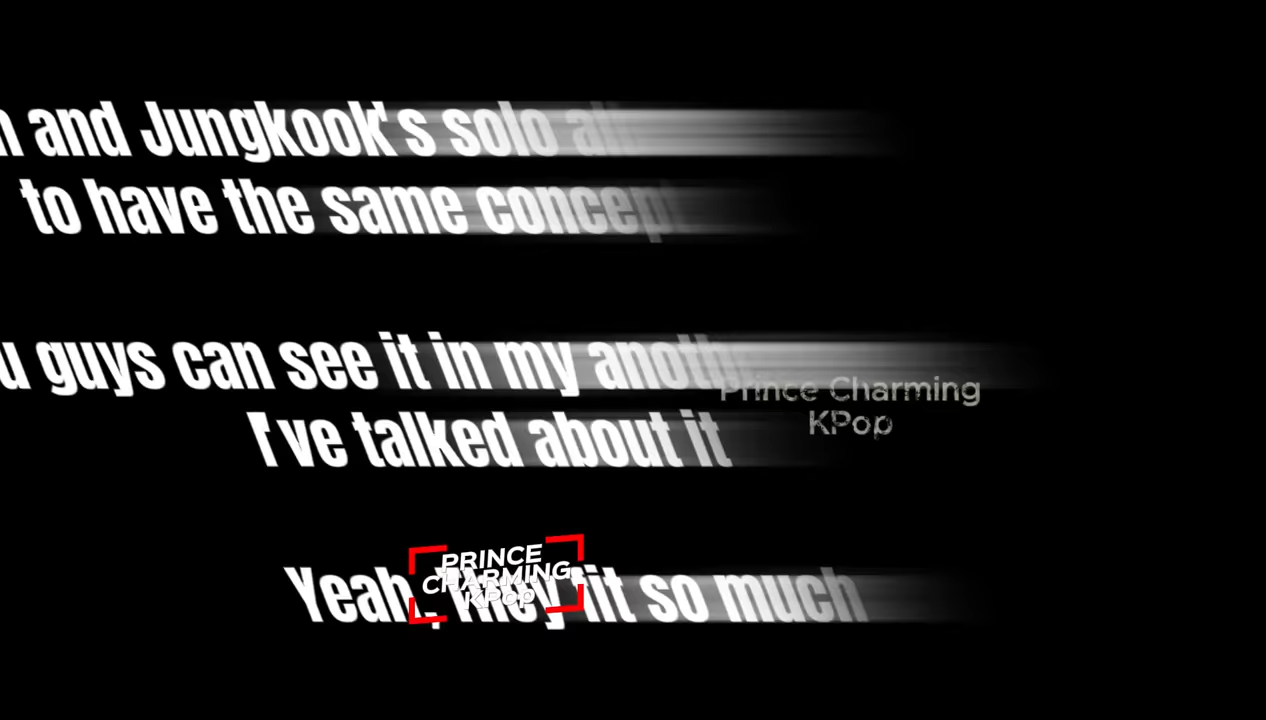 and Jungkook's solo
to have the same concept
guys can see it in my
I've talked about it
Prince Charming
KPop
Yeah, They fit so much
PRINCE
CHARMING
KPop